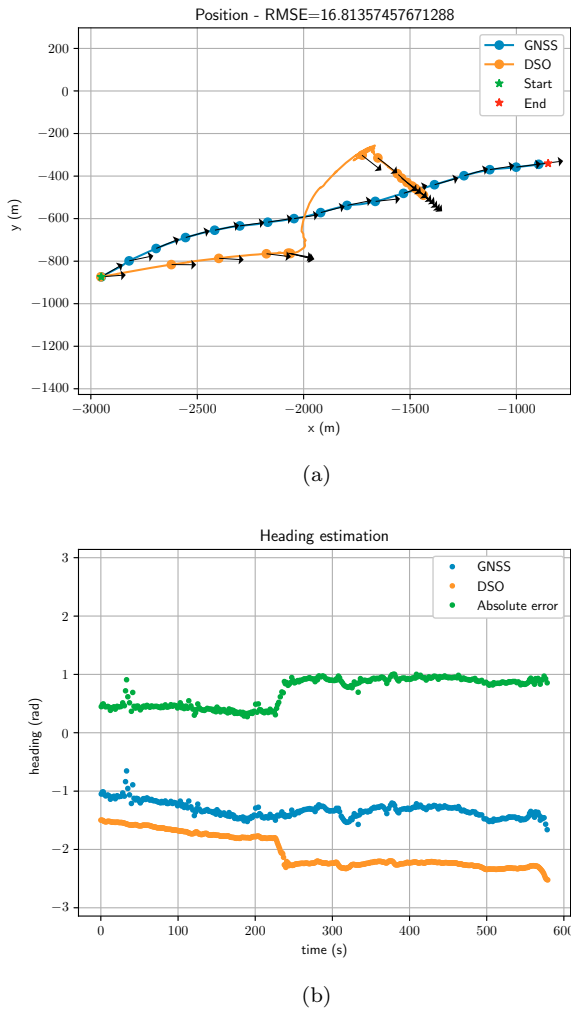 Position - RMSE=16.81357457671288
GNSS
DSO
Start
End
200
0
−200
−400
−600
−800
−1000
−1200
−1400
y (m)
−3000 −2500 −2000 −1500 −1000
x (m)
(a)
Heading estimation
GNSS
DSO
Absolute error
3
2
1
0
−1
−2
−3
heading (rad)
0 100 200 300 400 500 600
time (s)
(b)